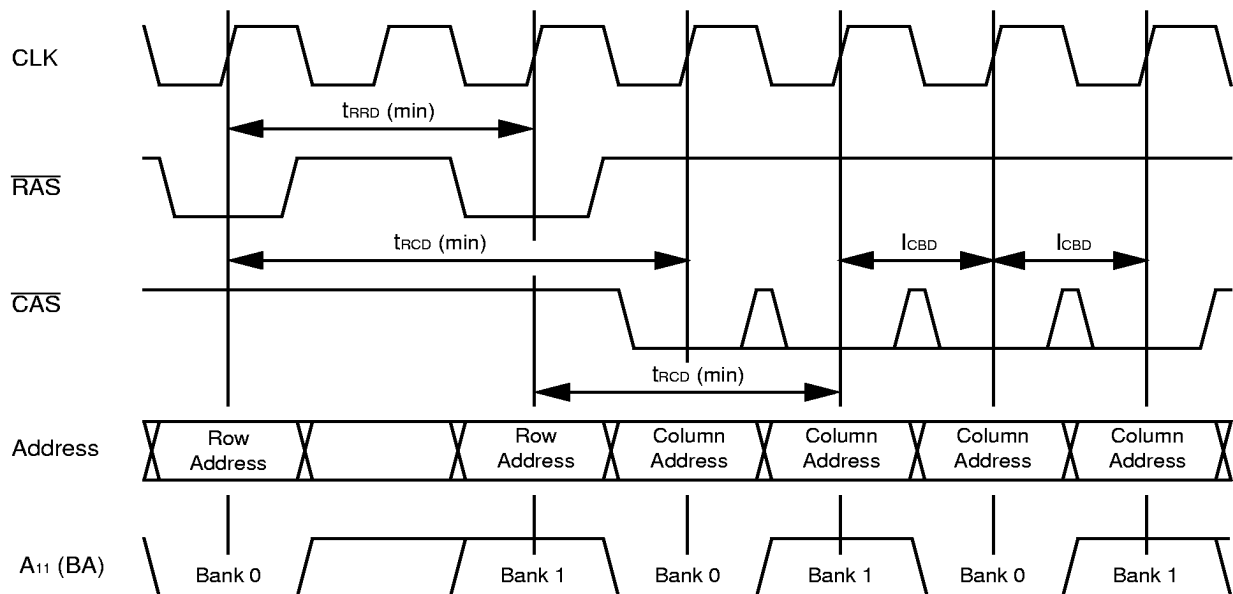 CLK
tRRD (min)
RAS
tRCD (min)
ICBD
ICBD
CAS
tRCD (min)
Address
Row
Address
Row
Address
Column
Address
Column
Address
Column
Address
Column
Address
A11 (BA)
Bank 0
Bank 1
Bank 0
Bank 1
Bank 0
Bank 1